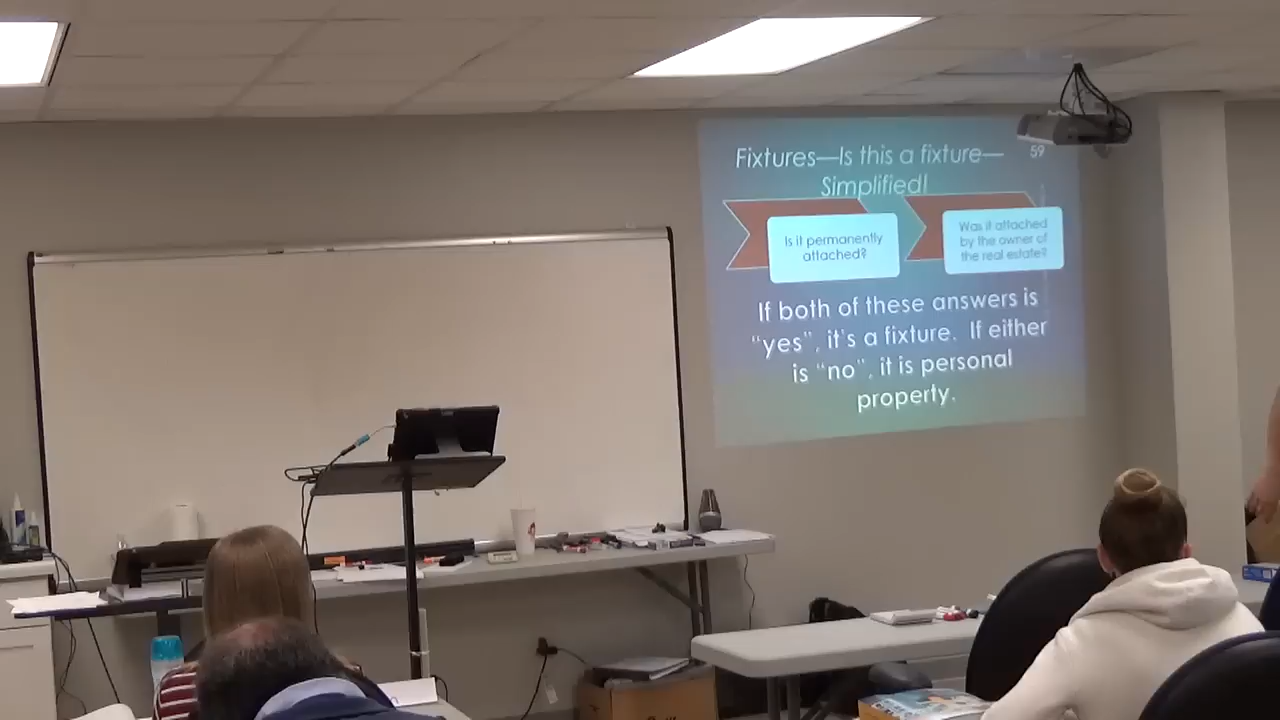 Fixtures—Is this a fixture—
Simplified!
59
Is it permanently
attached?
Was it attached
by the owner of
the real estate?
If both of these answers is
“yes”, it's a fixture.  If either
is “no”, it is personal
property.